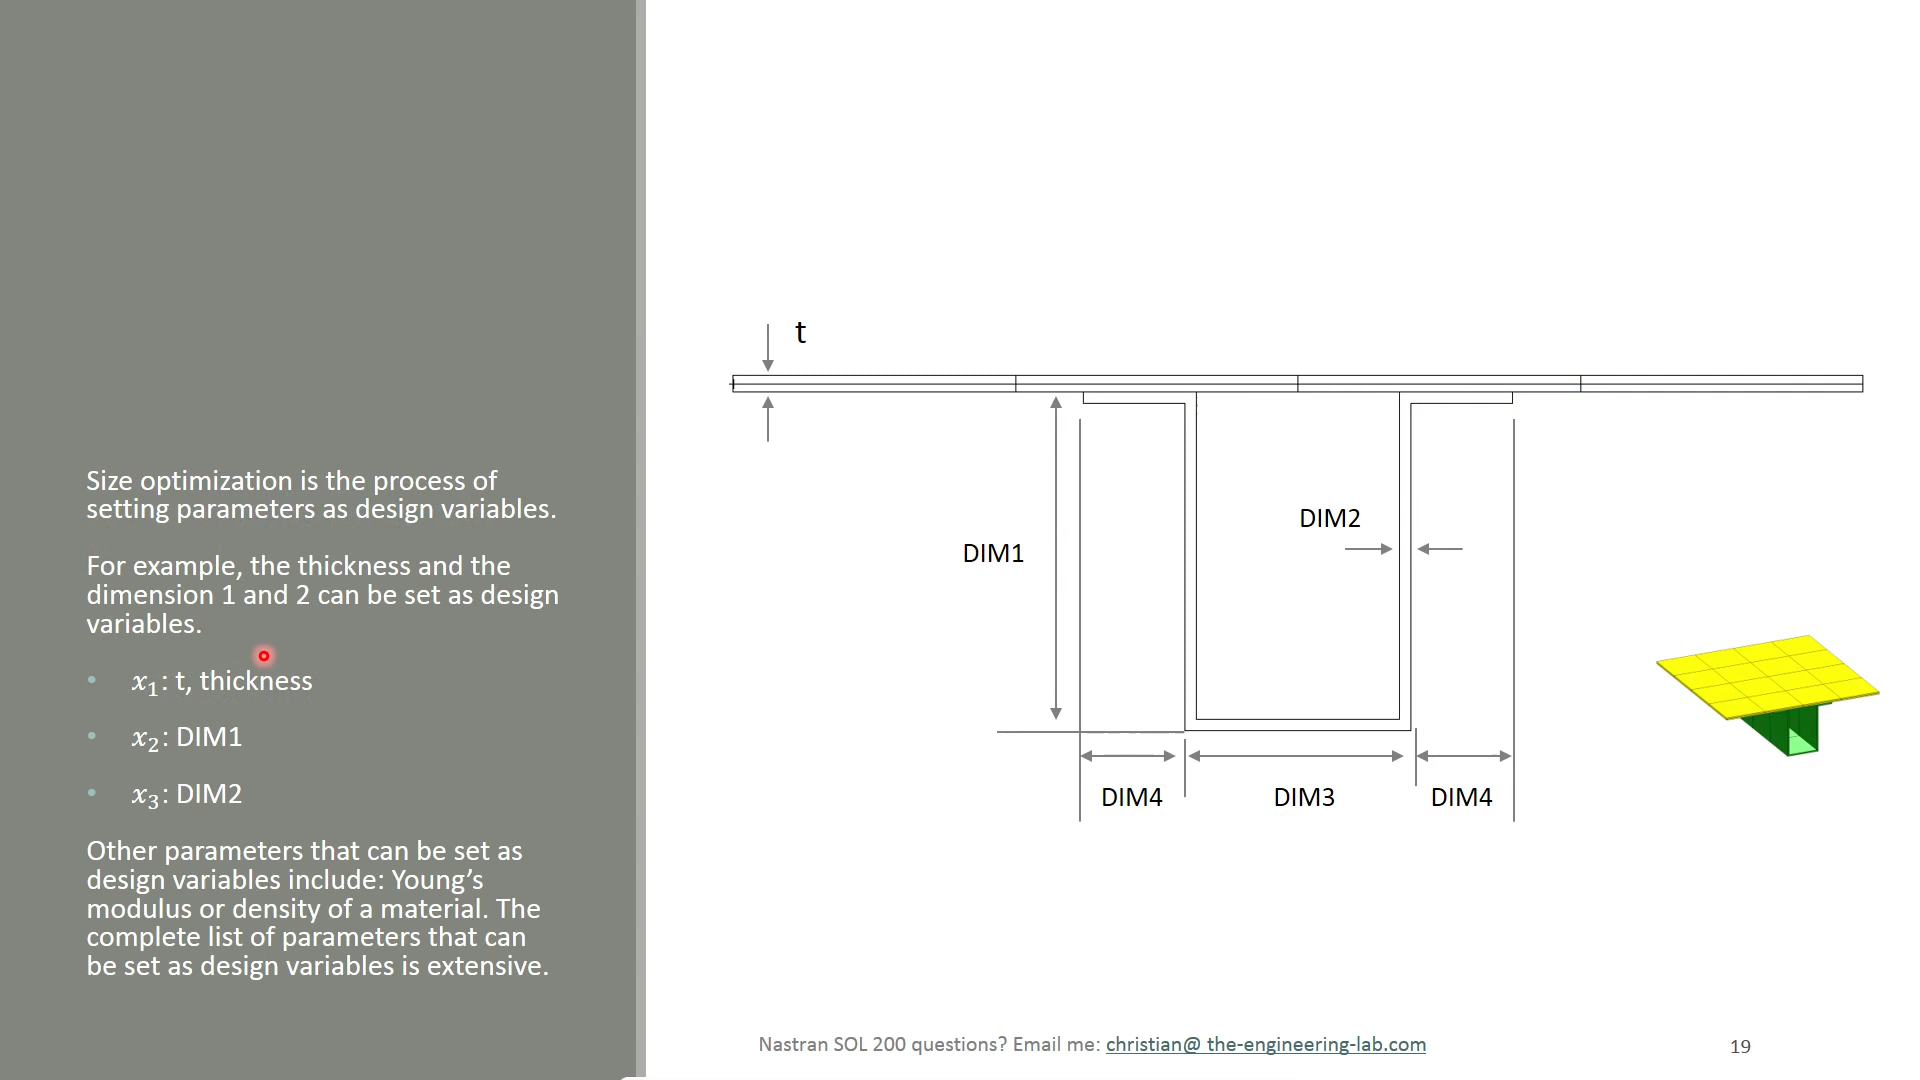 Size optimization is the process of
setting parameters as design variables.
For example, the thickness and the
dimension 1 and 2 can be set as design
variables.
• x₁: t, thickness
• x₂: DIM1
• x₃: DIM2
Other parameters that can be set as
design variables include: Young’s
modulus or density of a material. The
complete list of parameters that can
be set as design variables is extensive.
t
DIM2
DIM1
DIM4
DIM3
DIM4
Nastran SOL 200 questions? Email me: christian@ the-engineering-lab.com
19